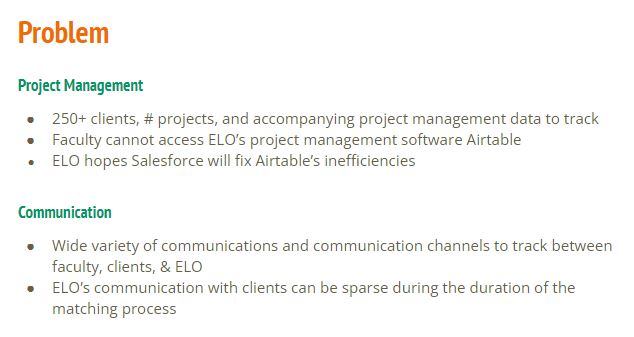 Problem
Project Management
● 250+ clients, # projects, and accompanying project management data to track
● Faculty cannot access ELO’s project management software Airtable
● ELO hopes Salesforce will fix Airtable’s inefficiencies
Communication
● Wide variety of communications and communication channels to track between
faculty, clients, & ELO
● ELO’s communication with clients can be sparse during the duration of the
matching process